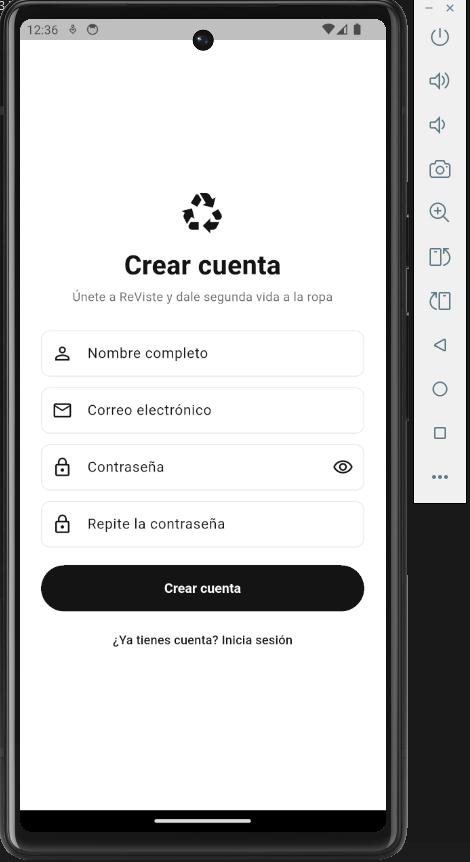 12:36
Crear cuenta
Únete a ReViste y dale segunda vida a la ropa
Nombre completo
Correo electrónico
Contraseña
Repite la contraseña
Crear cuenta
¿Ya tienes cuenta? Inicia sesión